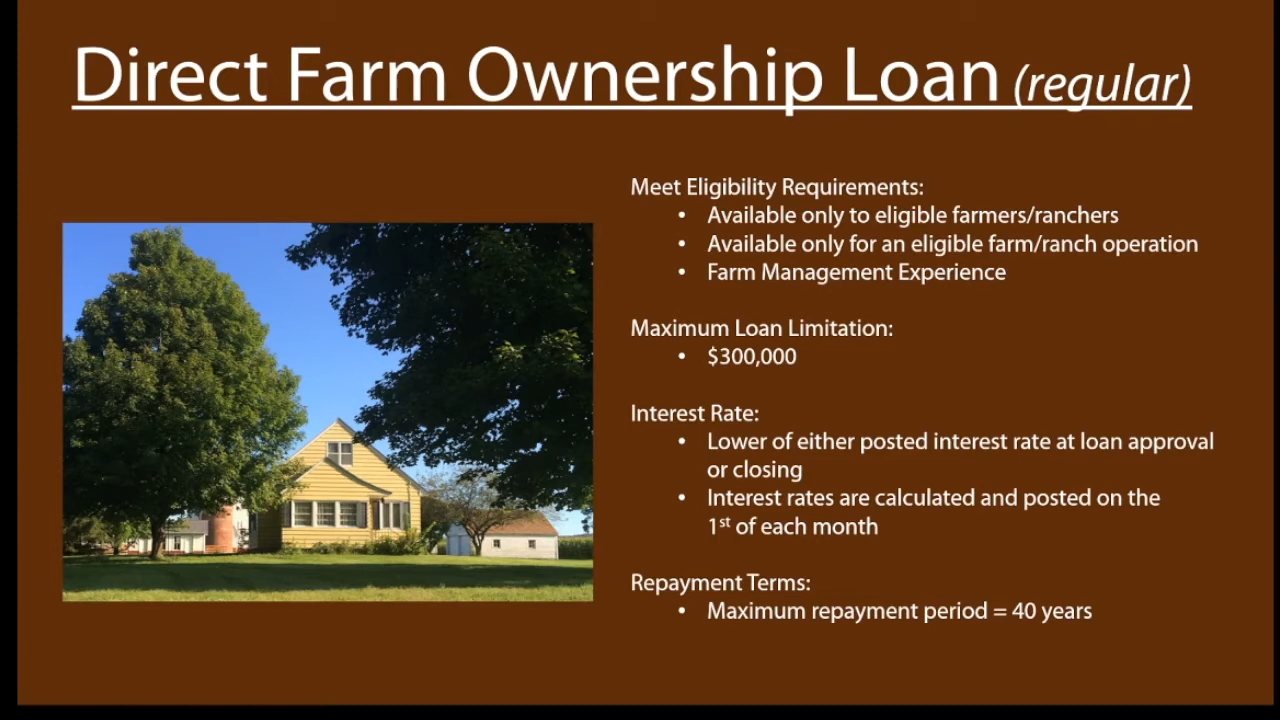 Direct Farm Ownership Loan (regular)
Meet Eligibility Requirements:
• Available only to eligible farmers/ranchers
• Available only for an eligible farm/ranch operation
• Farm Management Experience
Maximum Loan Limitation:
• $300,000
Interest Rate:
• Lower of either posted interest rate at loan approval
or closing
• Interest rates are calculated and posted on the
1st of each month
Repayment Terms:
• Maximum repayment period = 40 years